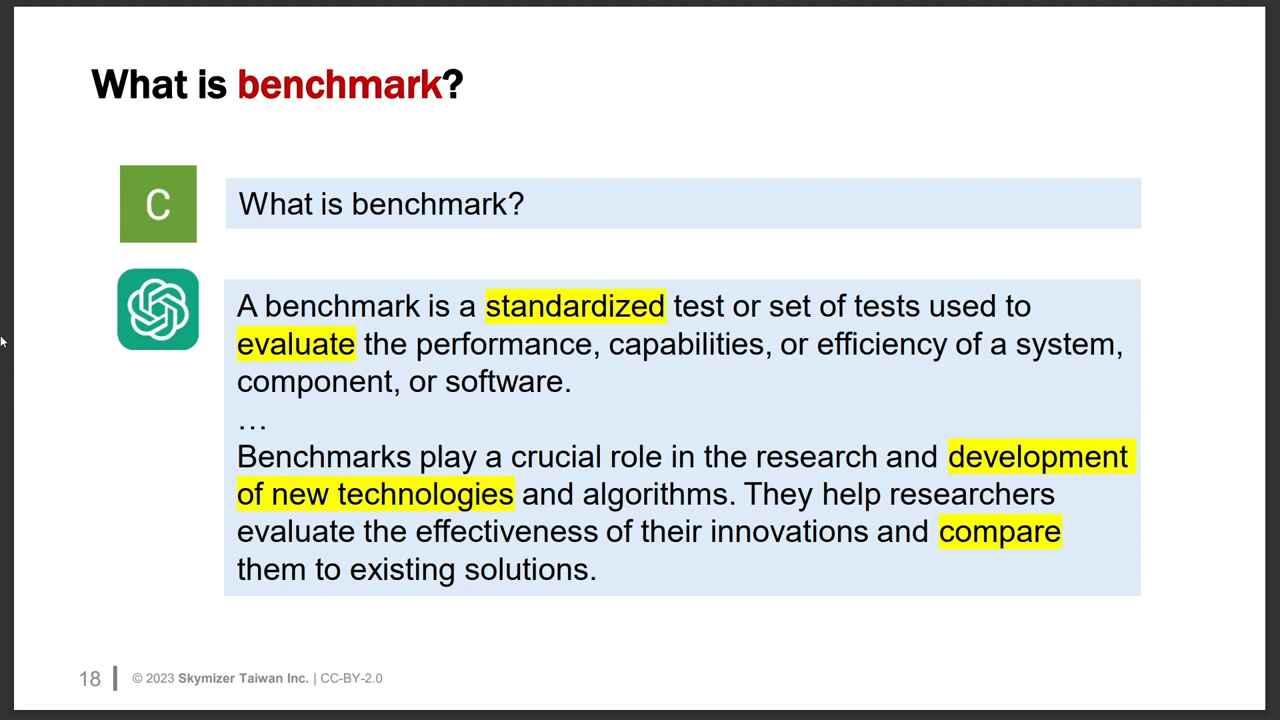 What is benchmark?
C
What is benchmark?
A benchmark is a standardized test or set of tests used to
evaluate the performance, capabilities, or efficiency of a system,
component, or software.
…
Benchmarks play a crucial role in the research and development
of new technologies and algorithms. They help researchers
evaluate the effectiveness of their innovations and compare
them to existing solutions.
18 | © 2023 Skymizer Taiwan Inc. | CC-BY-2.0